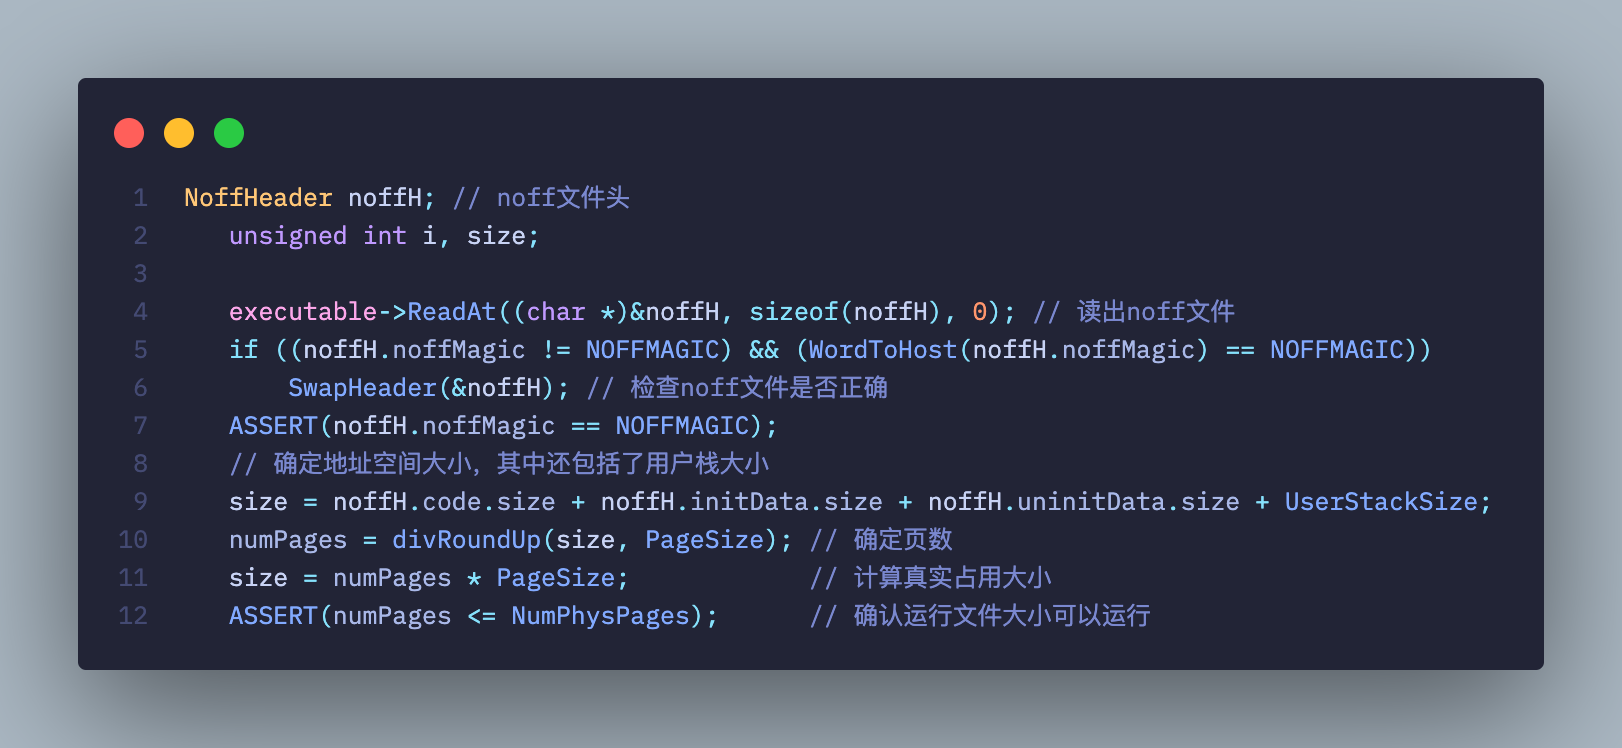 1 NoffHeader noffH; // noff文件头
2 unsigned int i, size;
3
4 executable->ReadAt((char *)&noffH, sizeof(noffH), 0); // 读出noff文件
5 if ((noffH.noffMagic != NOFFMAGIC) && (WordToHost(noffH.noffMagic) == NOFFMAGIC))
6 SwapHeader(&noffH); // 检查noff文件是否正确
7 ASSERT(noffH.noffMagic == NOFFMAGIC);
8 // 确定地址空间大小，其中还包括了用户栈大小
9 size = noffH.code.size + noffH.initData.size + noffH.uninitData.size + UserStackSize;
10 numPages = divRoundUp(size, PageSize); // 确定页数
11 size = numPages * PageSize; // 计算真实占用大小
12 ASSERT(numPages <= NumPhysPages); // 确认运行文件大小可以运行